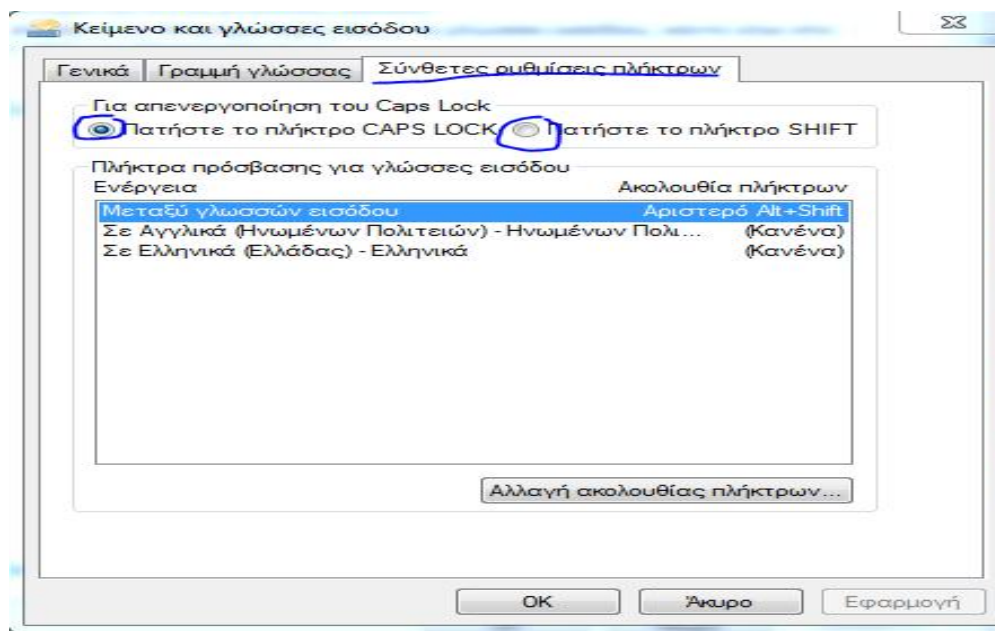 Κείμενο και γλώσσες εισόδου
Γενικά Γραμμή γλώσσας Σύνθετες ρυθμίσεις πλήκτρων
Για απενεργοποίηση του Caps Lock
Πατήστε το πλήκτρο CAPS LOCK Πατήστε το πλήκτρο SHIFT
Πλήκτρα πρόσβασης για γλώσσες εισόδου
Ενέργεια Ακολουθία πλήκτρων
Μεταξύ γλωσσών εισόδου Αριστερό Alt+Shift
Σε Αγγλικά (Ηνωμένων Πολιτειών) - Ηνωμένων Πολι... (Κανένα)
Σε Ελληνικά (Ελλάδας) - Ελληνικά (Κανένα)
Αλλαγή ακολουθίας πλήκτρων...
OK Άκυρο Εφαρμογή